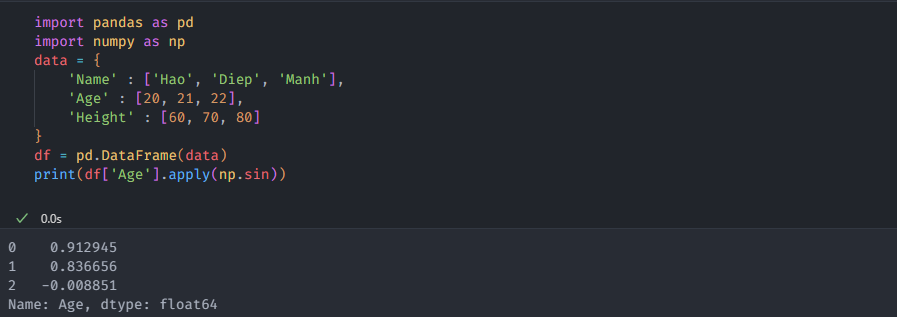 import pandas as pd
import numpy as np
data = {
    'Name' : ['Hao', 'Diep', 'Manh'],
    'Age' : [20, 21, 22],
    'Height' : [60, 70, 80]
}
df = pd.DataFrame(data)
print(df['Age'].apply(np.sin))
✓ 0.0s
0    0.912945
1    0.836656
2   -0.008851
Name: Age, dtype: float64